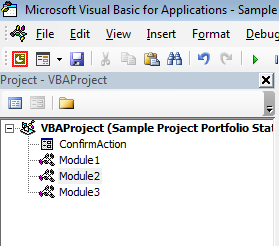 Microsoft Visual Basic for Applications - Sample
File Edit View Insert Format Debu
Project - VBAProject
VBAProject (Sample Project Portfolio Stat
ConfirmAction
Module1
Module2
Module3